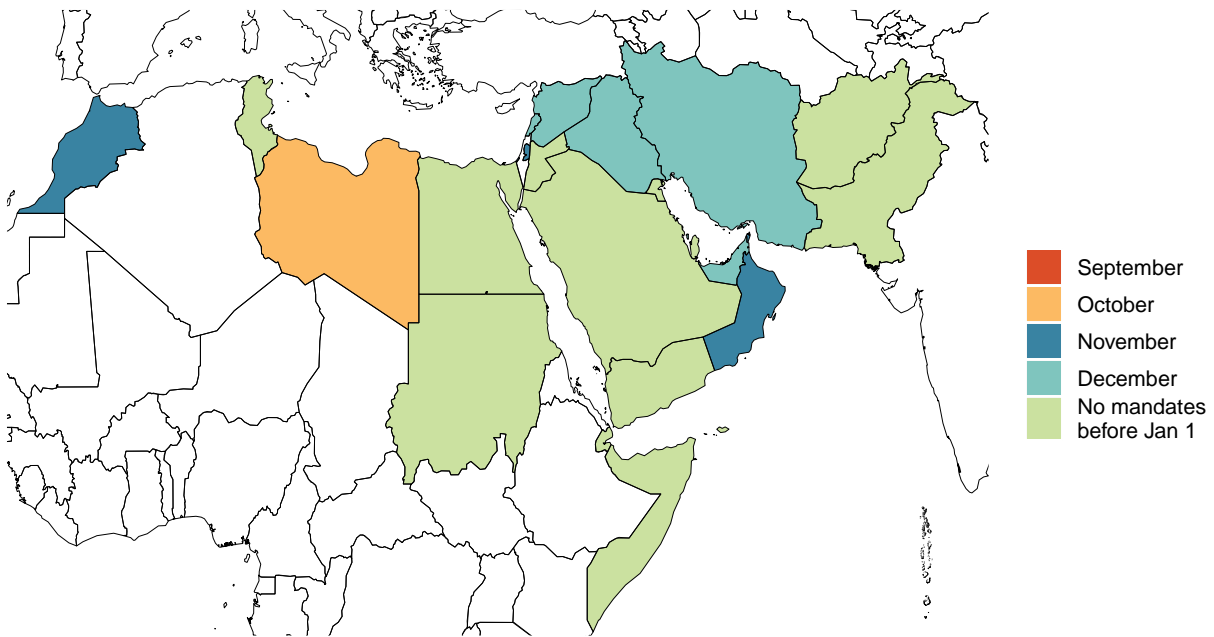 September
October
November
December
No mandates
before Jan 1